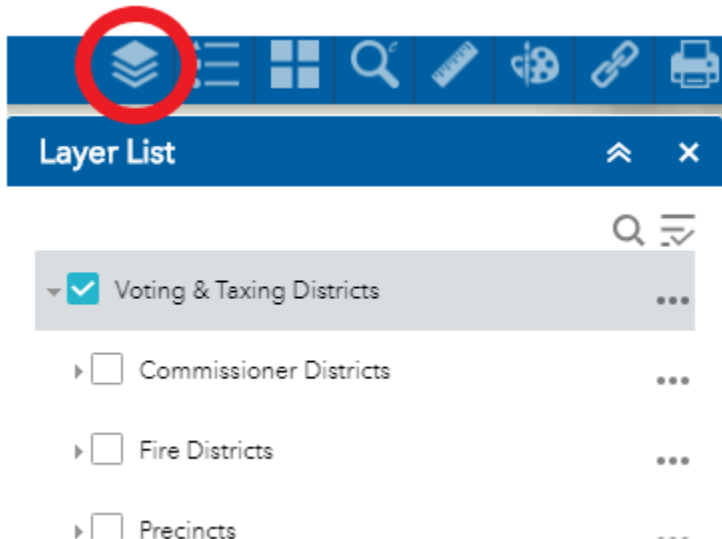 Layer List
Voting & Taxing Districts
Commissioner Districts
Fire Districts
Precincts